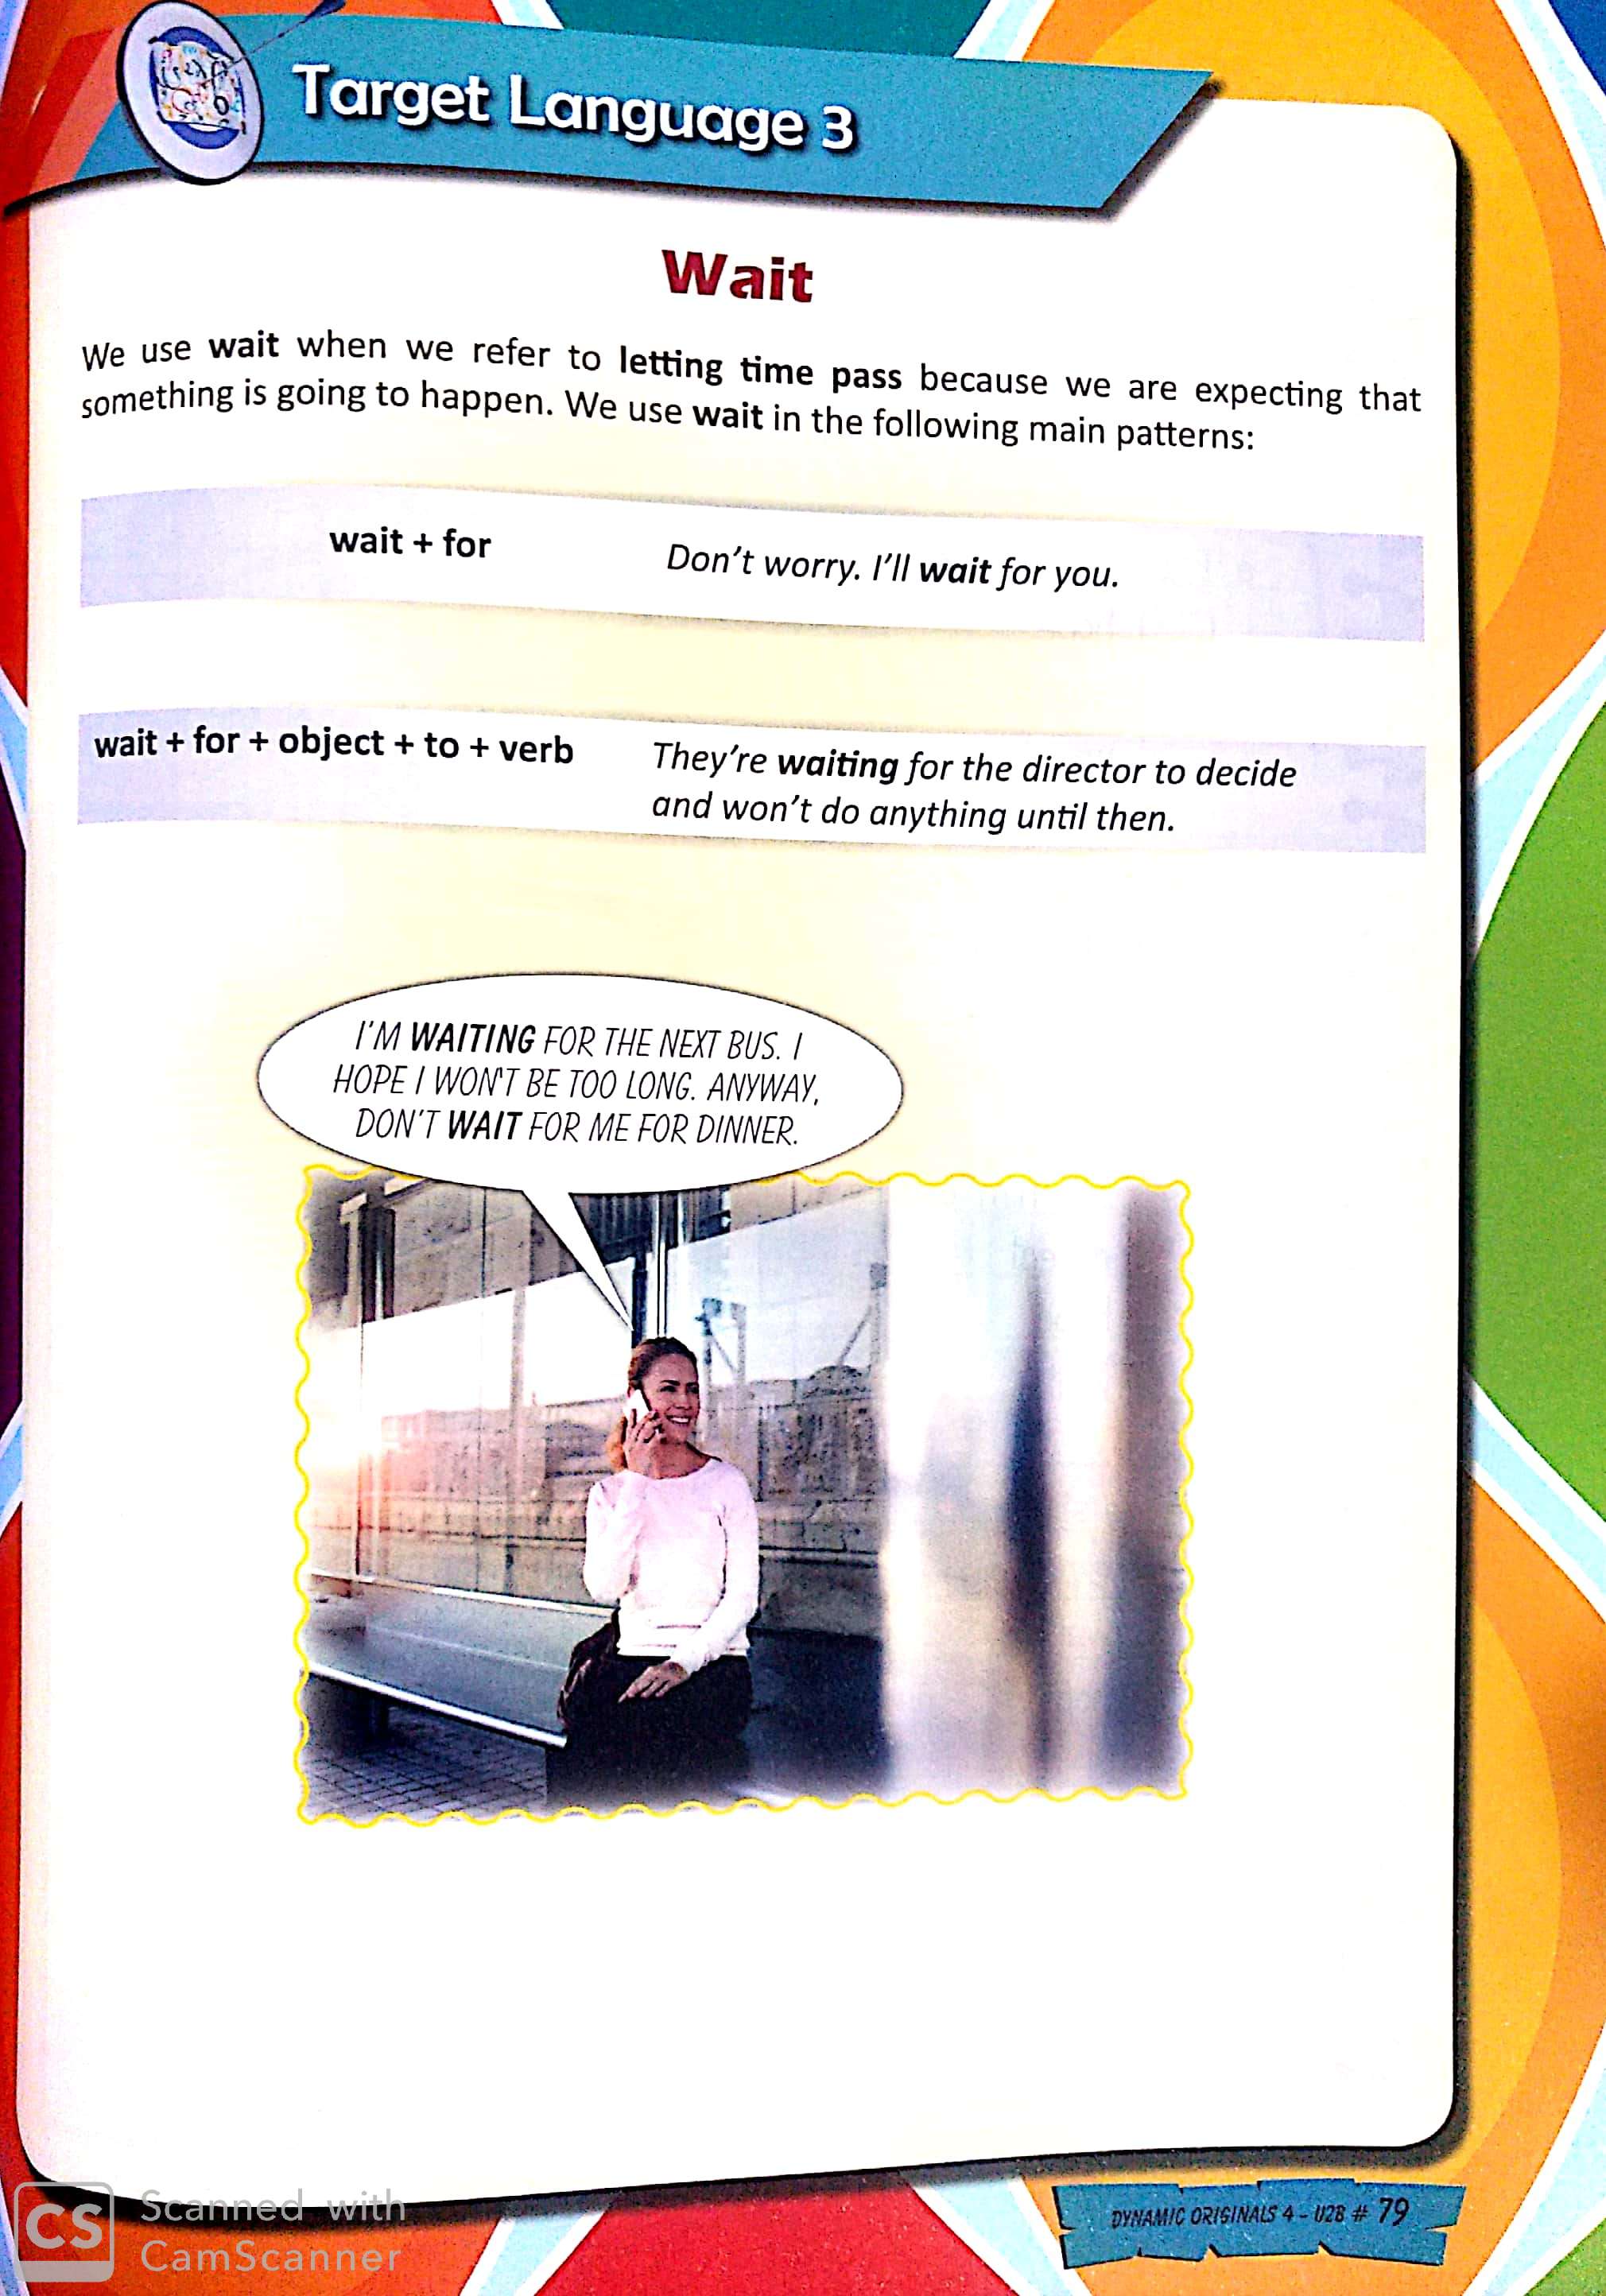 Target Language 3
Wait
We use wait when we refer to letting time pass because we are expecting that
something is going to happen. We use wait in the following main patterns:
wait + for
Don't worry. I'll wait for you.
wait + for + object + to + verb
They're waiting for the director to decide
and won't do anything until then.
I'M WAITING FOR THE NEXT BUS. I
HOPE I WON'T BE TOO LONG. ANYWAY,
DON'T WAIT FOR ME FOR DINNER.
DYNAMIC ORIGINALS 4 - U28 # 79
CS
Scanned with
CamScanner